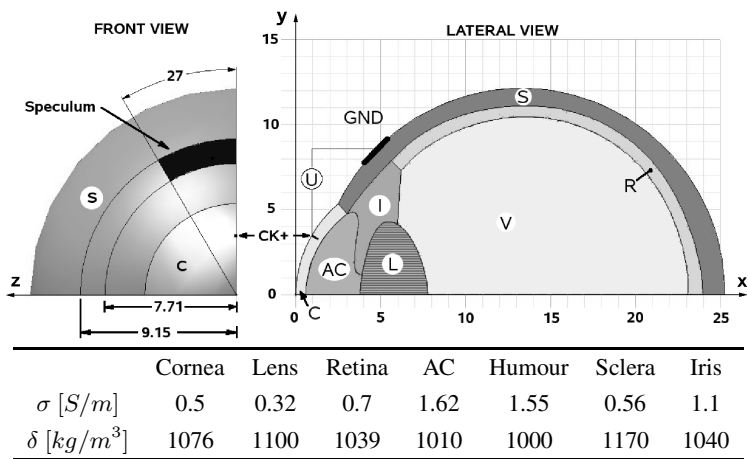 FRONT VIEW
27
Speculum
S
C
z
7.71
9.15
CK+
y
LATERAL VIEW
15
10
5
0
GND
U
S
I
R
V
AC
L
C
x
0 5 10 15 20 25
Cornea Lens Retina AC Humour Sclera Iris
σ [S/m] 0.5 0.32 0.7 1.62 1.55 0.56 1.1
δ [kg/m³] 1076 1100 1039 1010 1000 1170 1040